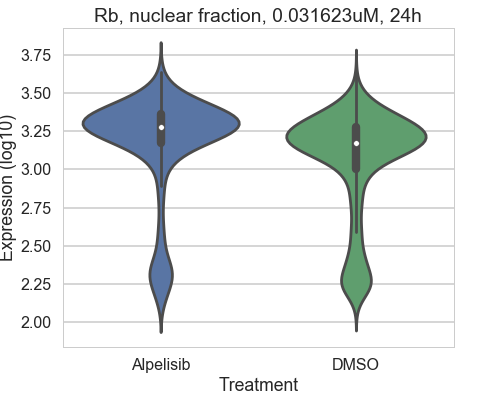 Rb, nuclear fraction, 0.031623uM, 24h
Expression (log10)
3.75
3.50
3.25
3.00
2.75
2.50
2.25
2.00
Alpelisib
DMSO
Treatment